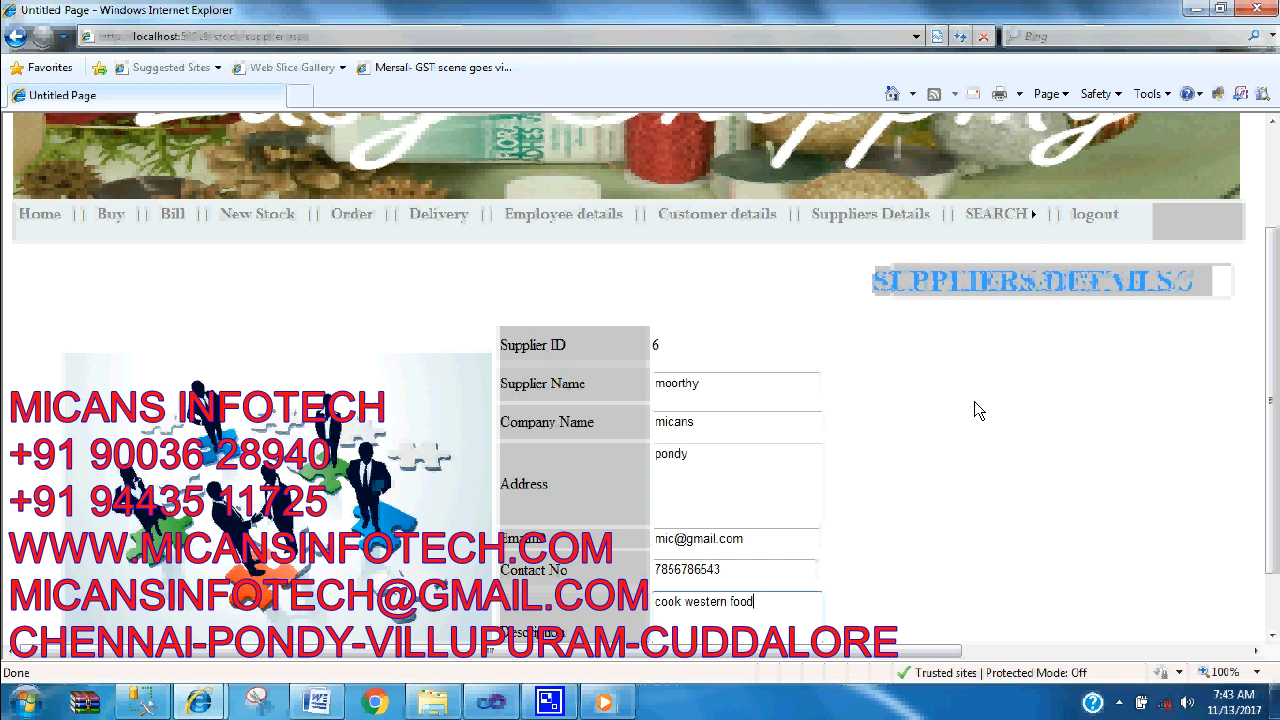 Untitled Page - Windows Internet Explorer
Bing
Favorites Suggested Sites Web Slice Gallery Mersal- GST scene goes vi...
Untitled Page Page Safety Tools
Easy Shopping
Home || Buy || Bill || New Stock || Order || Delivery || Employee details || Customer details || Suppliers Details || SEARCH || logout
Supplier ID 6
Supplier Name moorthy
Company Name micans
Address pondy
mic@gmail.com
Contact No 7856786543
Description cook western food
MICANS INFOTECH
+91 90036 28940
+91 94435 11725
WWW.MICANSINFOTECH.COM
MICANSINFOTECH@GMAIL.COM
CHENNAI-PONDY-VILLUPURAM-CUDDALORE
Done Trusted sites | Protected Mode: Off 100%
7:43 AM
11/13/2017